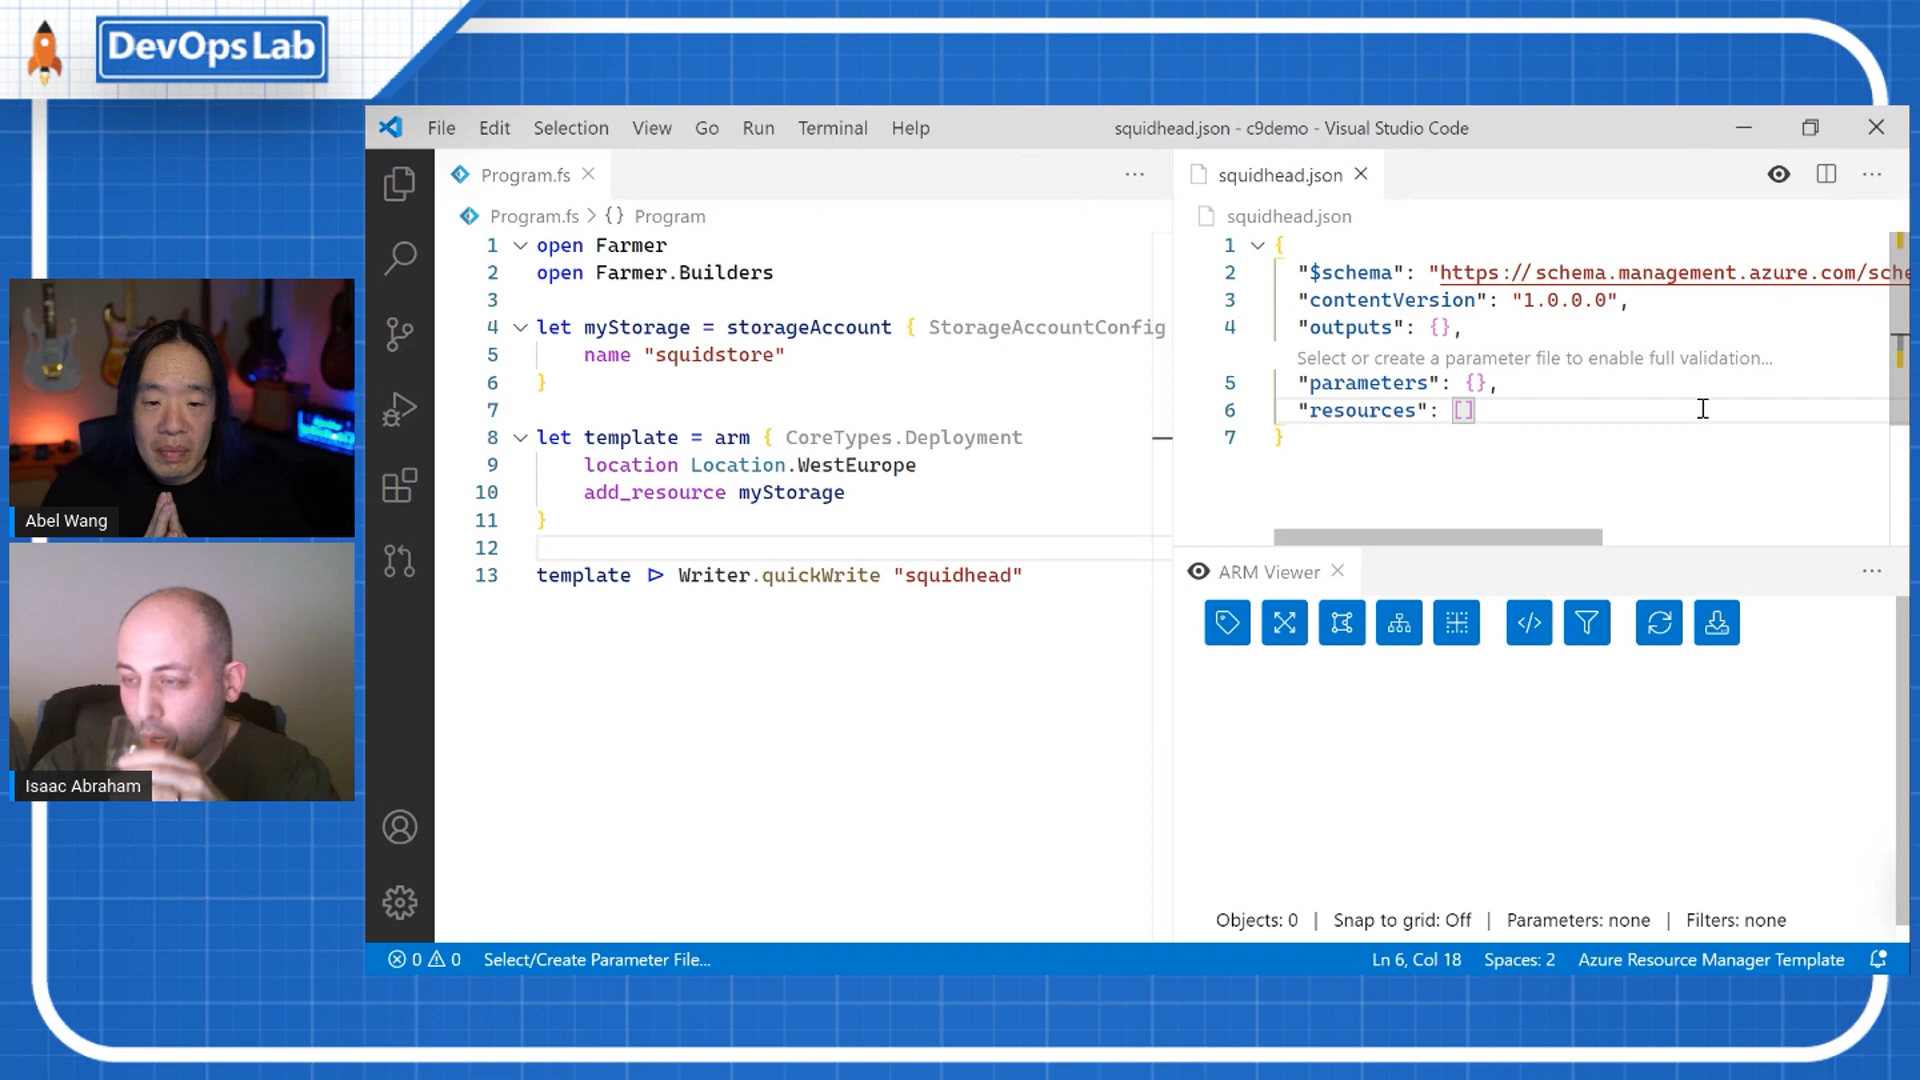 DevOps Lab
File Edit Selection View Go Run Terminal Help
squidhead.json - c9demo - Visual Studio Code
Program.fs
Program.fs > {} Program
1 open Farmer
2 open Farmer.Builders
3
4 let myStorage = storageAccount { StorageAccountConfig
5 name "squidstore"
6 }
7
8 let template = arm { CoreTypes.Deployment
9 location Location.WestEurope
10 add_resource myStorage
11 }
12
13 template |> Writer.quickWrite "squidhead"
squidhead.json
squidhead.json
1 {
2 "$schema": "https://schema.management.azure.com/sche
3 "contentVersion": "1.0.0.0",
4 "outputs": {},
Select or create a parameter file to enable full validation...
5 "parameters": {},
6 "resources": []
7 }
ARM Viewer
Objects: 0 | Snap to grid: Off | Parameters: none | Filters: none
0 0 Select/Create Parameter File...
Ln 6, Col 18 Spaces: 2 Azure Resource Manager Template
Abel Wang
Isaac Abraham